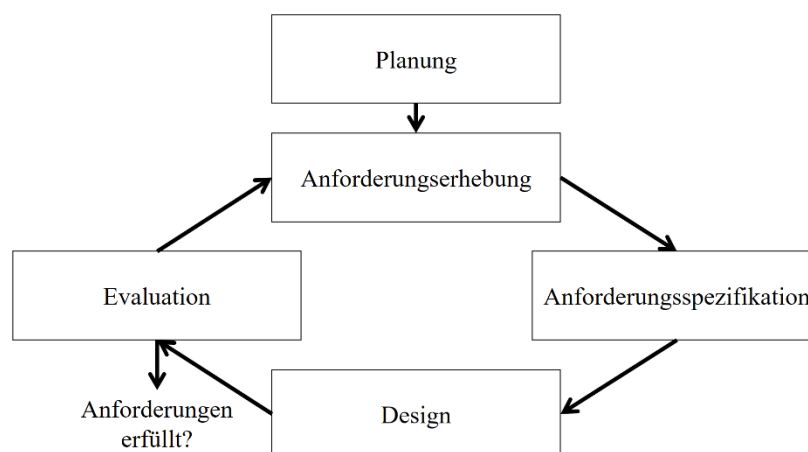 Planung
Anforderungserhebung
Evaluation
Anforderungsspezifikation
Design
Anforderungen
erfüllt?